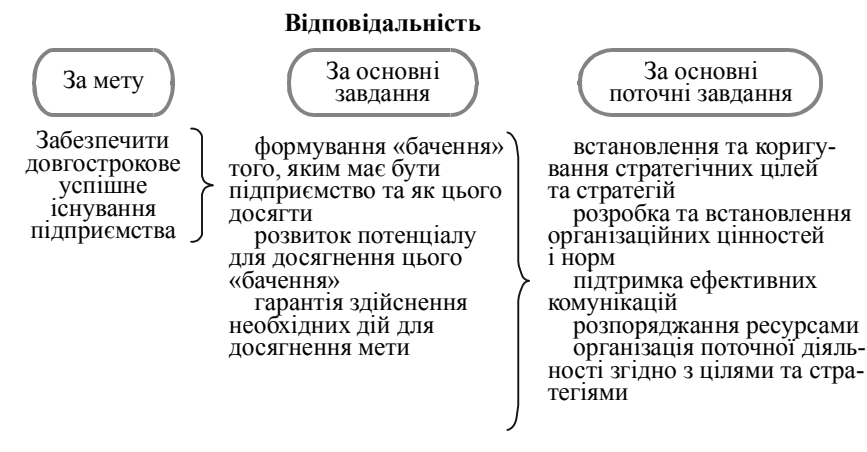 Відповідальність
За мету
Забезпечити
довгострокове
успішне
існування
підприємства
За основні
завдання
формування «бачення»
того, яким має бути
підприємство та як цього
досягти
розвиток потенціалу
для досягнення цього
«бачення»
гарантія здійснення
необхідних дій для
досягнення мети
За основні
поточні завдання
встановлення та коригу-
вання стратегічних цілей
та стратегій
розробка та встановлення
організаційних цінностей
і норм
підтримка ефективних
комунікацій
розпоряджання ресурсами
організація поточної діяль-
ності згідно з цілями та стра-
тегіями